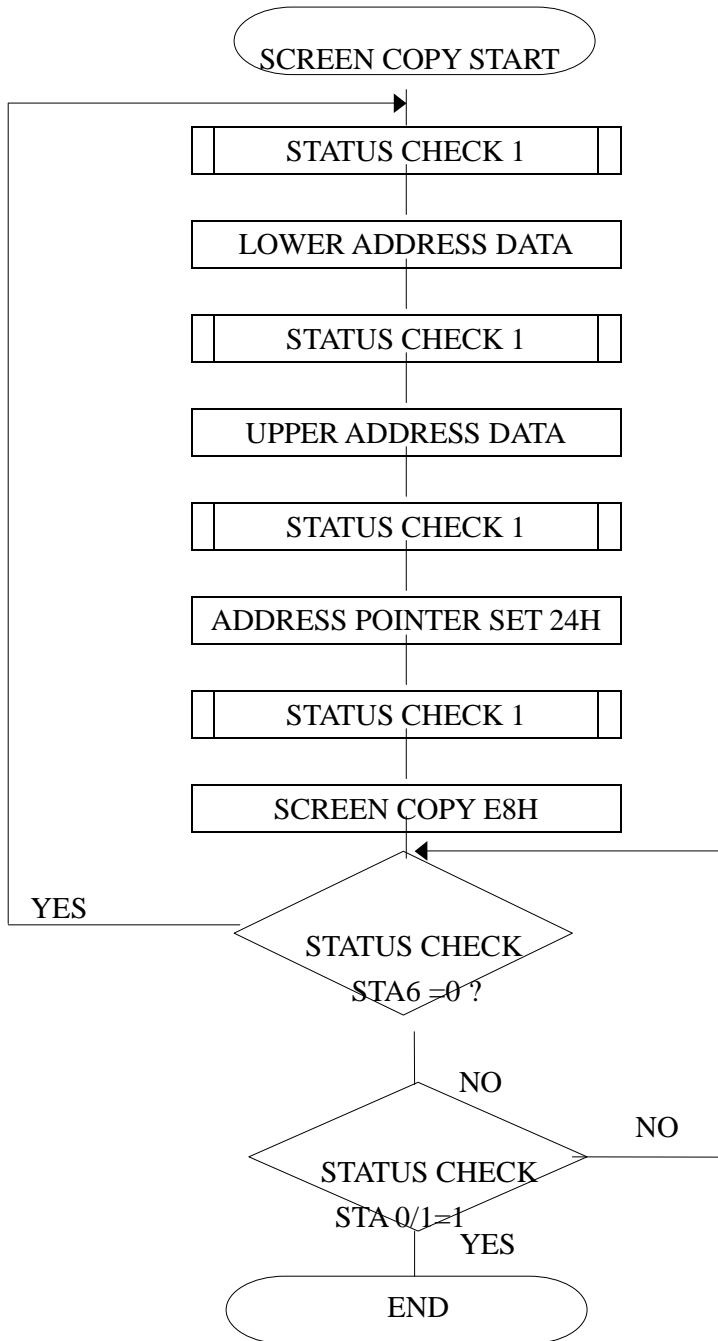 SCREEN COPY START
STATUS CHECK 1
LOWER ADDRESS DATA
STATUS CHECK 1
UPPER ADDRESS DATA
STATUS CHECK 1
ADDRESS POINTER SET 24H
STATUS CHECK 1
SCREEN COPY E8H
YES
STATUS CHECK
STA6 =0 ?
NO
NO
STATUS CHECK
STA 0/1=1
YES
END